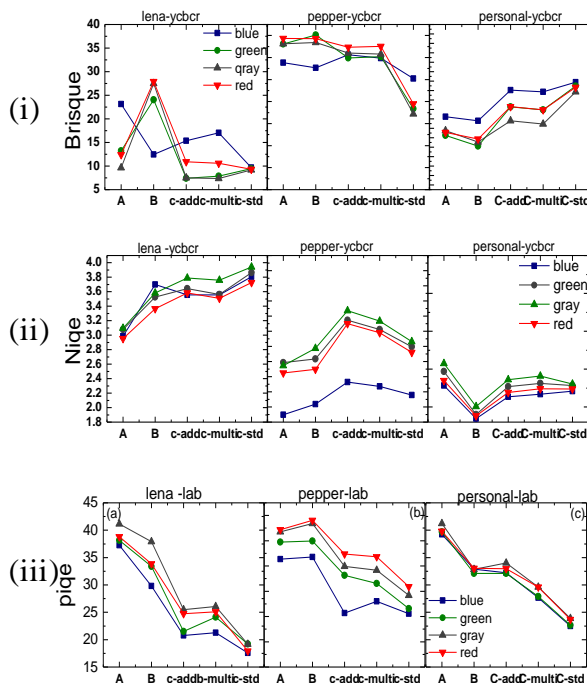 lena-ycbcr pepper-ycbcr personal-ycbcr
(i)
Brisque
40
35
30
25
20
15
10
5
blue
green
qray
red
A B c-addc-multic-std A B c-addc-multic-std A B C-addC-multiC-std
lena -ycbcr pepper-ycbcr personal-ycbcr
(ii)
Niqe
4.0
3.8
3.6
3.4
3.2
3.0
2.8
2.6
2.4
2.2
2.0
1.8
blue
green
gray
red
A B c-addc-multic-std A B c-addc-multic-std A B C-addC-multiC-std
lena -lab pepper-lab personal-lab
(iii)
piqe
45
40
35
30
25
20
15
(a) (b) (c)
blue
green
gray
red
A B c-addb-multic-std A B c-addc-multic-std A B C-addC-multiC-std